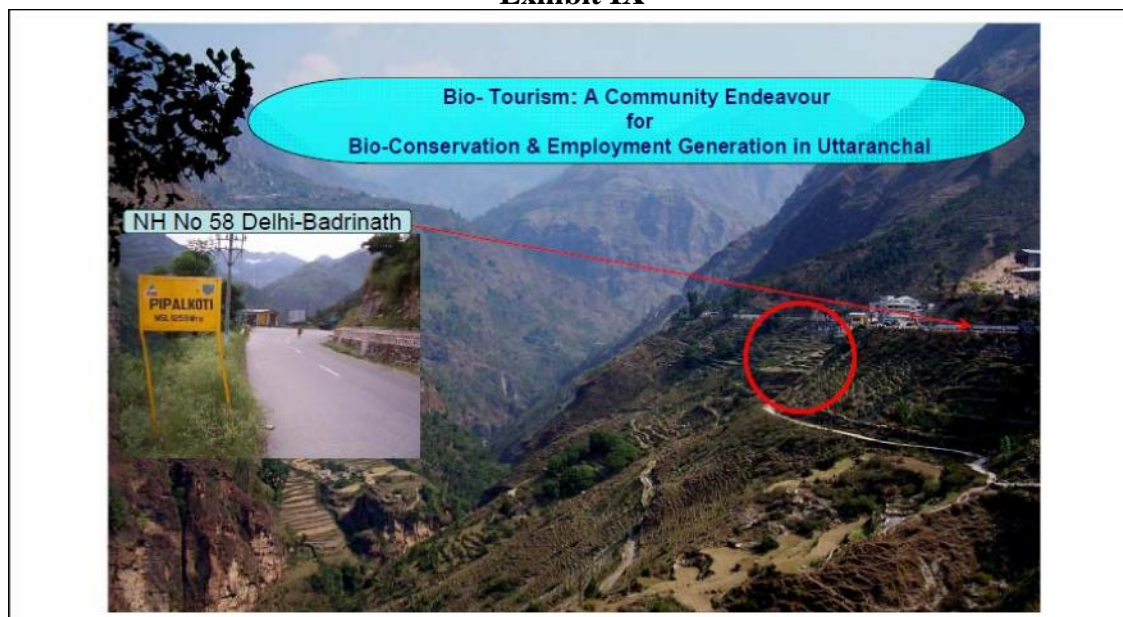 Exhibit IX
Bio- Tourism: A Community Endeavour
for
Bio-Conservation & Employment Generation in Uttaranchal
NH No 58 Delhi-Badrinath
PIPALKOTI